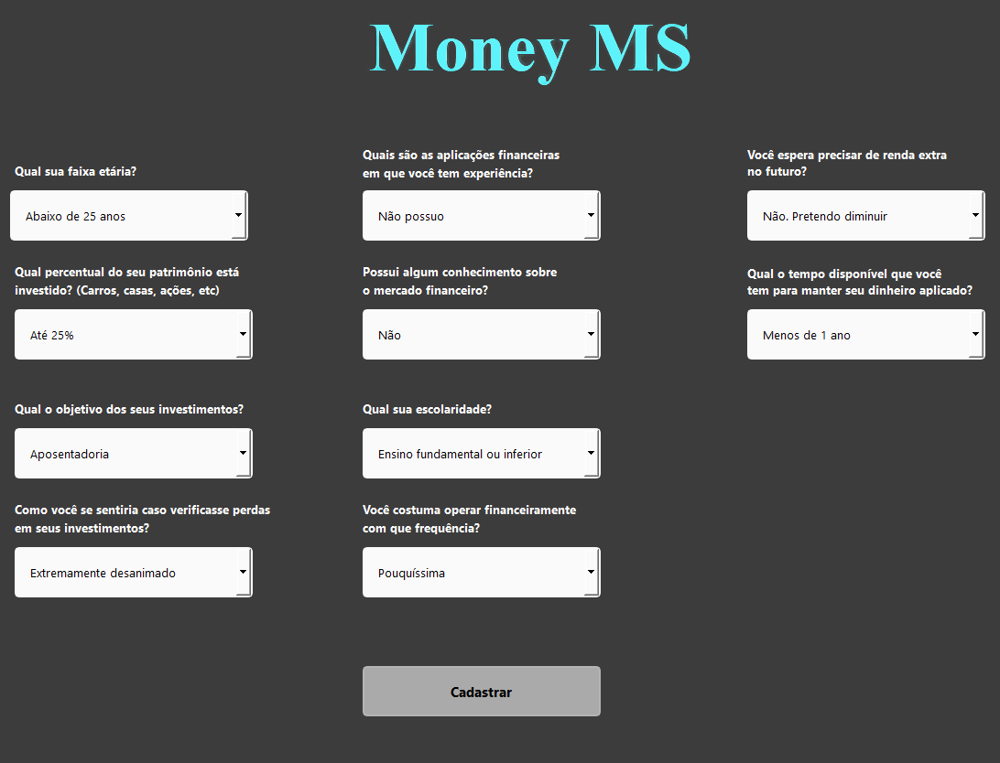 Money MS
Qual sua faixa etária?
Abaixo de 25 anos
Qual percentual do seu patrimônio está
investido? (Carros, casas, ações, etc)
Até 25%
Qual o objetivo dos seus investimentos?
Aposentadoria
Como você se sentiria caso verificasse perdas
em seus investimentos?
Extremamente desanimado
Quais são as aplicações financeiras
em que você tem experiência?
Não possuo
Possui algum conhecimento sobre
o mercado financeiro?
Não
Qual sua escolaridade?
Ensino fundamental ou inferior
Você costuma operar financeiramente
com que frequência?
Pouquíssima
Você espera precisar de renda extra
no futuro?
Não. Pretendo diminuir
Qual o tempo disponível que você
tem para manter seu dinheiro aplicado?
Menos de 1 ano
Cadastrar